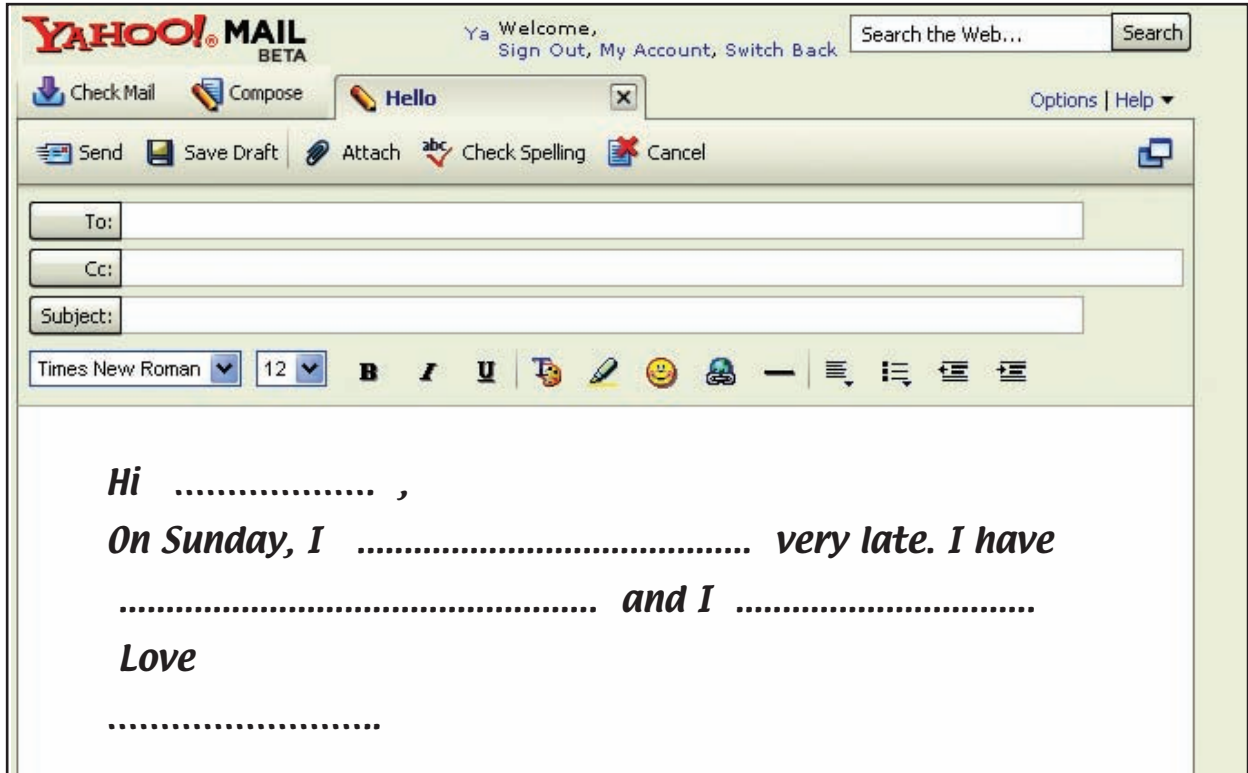 YAHOO!® MAIL
BETA
Ya Welcome,
Sign Out, My Account, Switch Back
Search the Web...
Search
Check Mail
Compose
Hello
Options | Help
Send
Save Draft
Attach
abc Check Spelling
Cancel
To:
Cc:
Subject:
Times New Roman
12
B I U
Hi ................... ,
On Sunday, I .......................................... very late. I have
................................................... and I ................................
Love
..........................